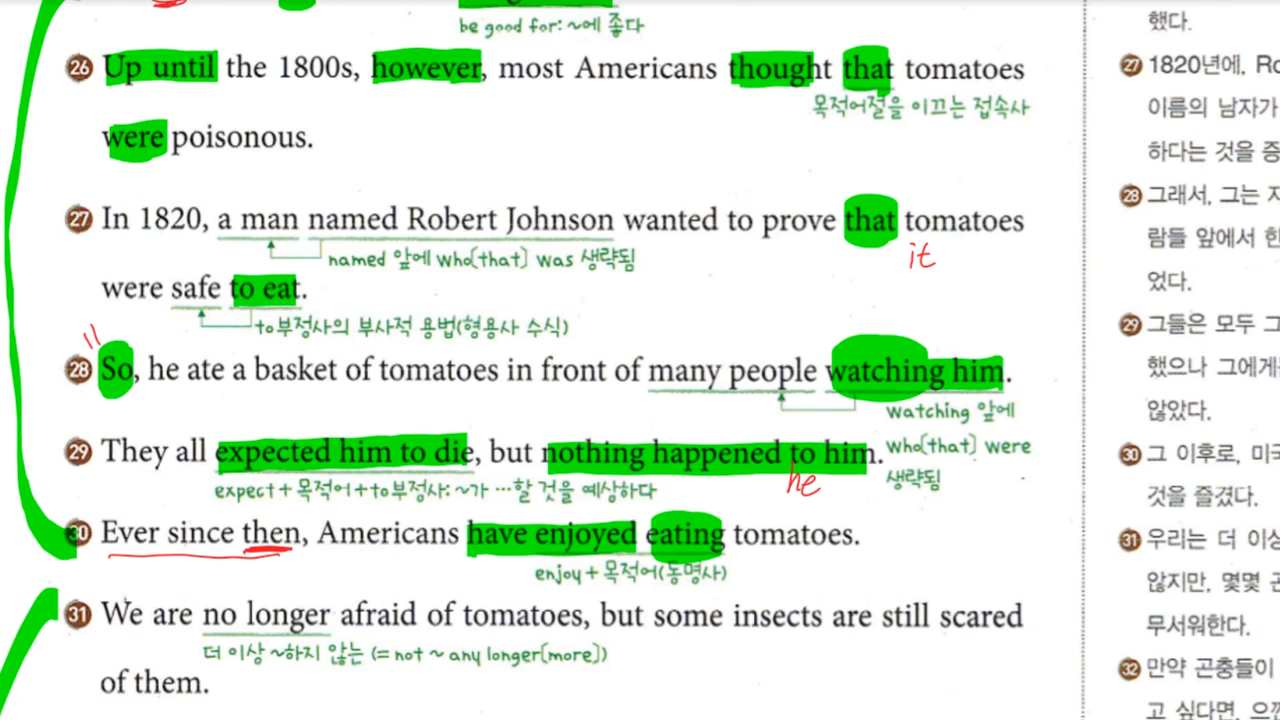 be good for: ~에 좋다
26 Up until the 1800s, however, most Americans thought that tomatoes
목적어절을 이끄는 접속사
were poisonous.
27 In 1820, a man named Robert Johnson wanted to prove that tomatoes
it
named 앞에 who(that) was 생략됨
were safe to eat.
to부정사의 부사적 용법(형용사 수식)
28 So, he ate a basket of tomatoes in front of many people watching him.
watching 앞에
29 They all expected him to die, but nothing happened to him.
who(that) were
생략됨
he
expect+목적어+to부정사: ~가 …할 것을 예상하다
30 Ever since then, Americans have enjoyed eating tomatoes.
enjoy+목적어(동명사)
31 We are no longer afraid of tomatoes, but some insects are still scared
더 이상 ~하지 않는 (= not ~ any longer(more))
of them.
했다.
27 1820년에, Ro
이름의 남자가
하다는 것을 증
28 그래서, 그는 지
람들 앞에서 한
었다.
29 그들은 모두 그
했으나 그에게는
않았다.
30 그 이후로, 미국
것을 즐겼다.
31 우리는 더 이상
않지만, 몇몇 곤
무서워한다.
32 만약 곤충들이
고 싶다면, 으깨